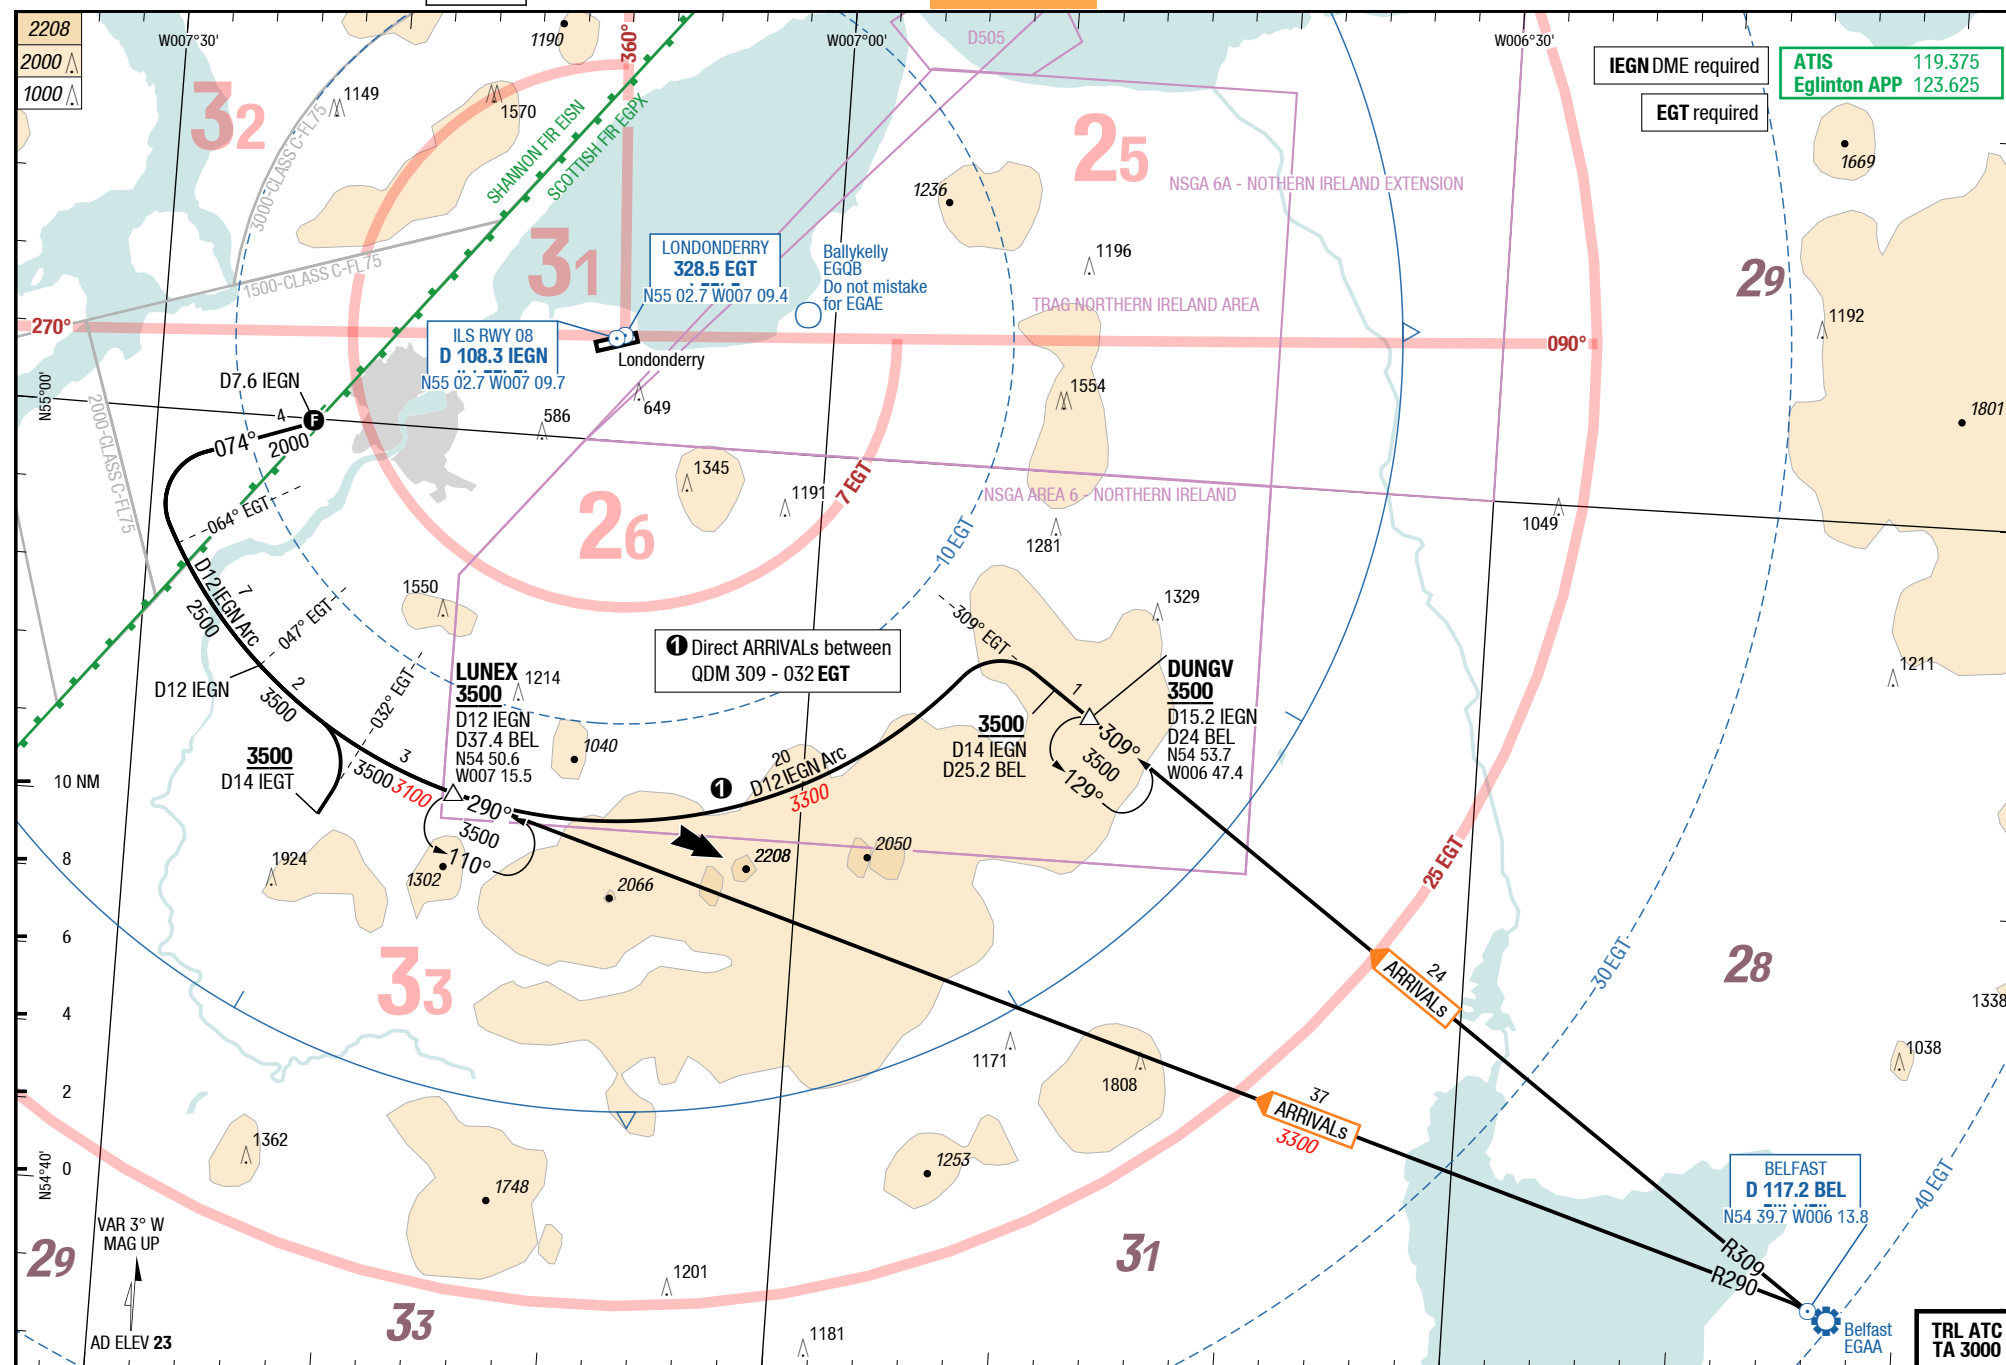 2208
2000
1000
W007°30'
1190
360°
W007°00'
D505
W006°30'
IEGN DME required
ATIS 119.375
Eglinton APP 123.625
EGT required
32
1149
1570
3000-CLASS C-FL75
SHANNON FIR EISN
SCOTTISH FIR EGPX
25
1669
1236
NSGA 6A - NOTHERN IRELAND EXTENSION
1500-CLASS C-FL75
31
LONDONDERRY
328.5 EGT
N55 02.7 W007 09.4
Ballykelly
EGQB
Do not mistake
for EGAE
1196
TRAG NORTHERN IRELAND AREA
29
1192
270°
ILS RWY 08
D 108.3 IEGN
N55 02.7 W007 09.7
Londonderry
090°
N55°00'
D7.6 IEGN
4
F
074°
2000
2000-CLASS C-FL75
586
649
1554
1801
1345
1191
7 EGT
NSGA AREA 6 - NORTHERN IRELAND
26
064° EGT
10 EGT
1281
1049
D12 IEGN Arc
7
2500
047° EGT
1550
309° EGT
1329
1 Direct ARRIVALs between
QDM 309 - 032 EGT
LUNEX
3500
D12 IEGN
D37.4 BEL
N54 50.6
W007 15.5
1214
DUNGV
3500
D15.2 IEGN
D24 BEL
N54 53.7
W006 47.4
1211
D12 IEGN
2
3500
032° EGT
1
3500
D14 IEGN
D25.2 BEL
3500
D14 IEGT
3
3500
3100
1040
20
D12 IEGN Arc
3300
1
309°
3500
129°
290°
3500
110°
10 NM
8
6
4
2
0
1924
1302
2208
2050
2066
25 EGT
33
24
ARRIVALs
30 EGT
28
1338
1171
1808
37
ARRIVALs
3300
1038
1362
N54°40'
1748
1253
BELFAST
D 117.2 BEL
N54 39.7 W006 13.8
40 EGT
VAR 3° W
MAG UP
29
31
R309
R290
1201
33
1181
AD ELEV 23
Belfast
EGAA
TRL ATC
TA 3000